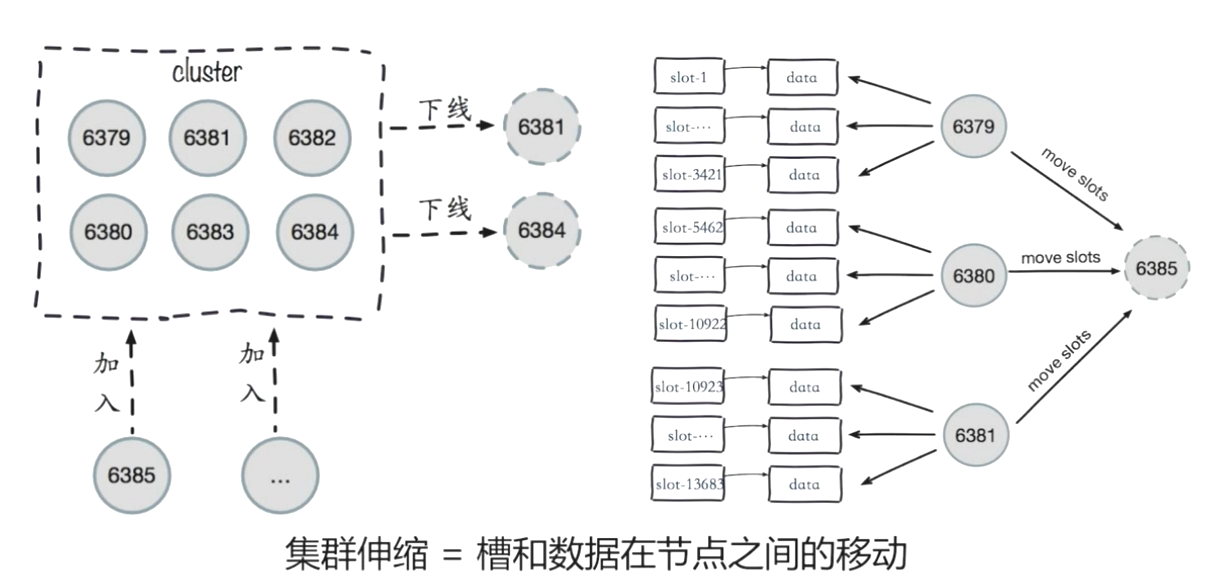 cluster
6379
6381
6382
6380
6383
6384
下线
6381
下线
6384
加入
加入
6385
...
slot-1
data
slot-…
data
slot-3421
data
6379
slot-5462
data
slot-…
data
slot-10922
data
6380
slot-10923
data
slot-…
data
slot-13683
data
6381
move slots
move slots
move slots
6385
集群伸缩 = 槽和数据在节点之间的移动